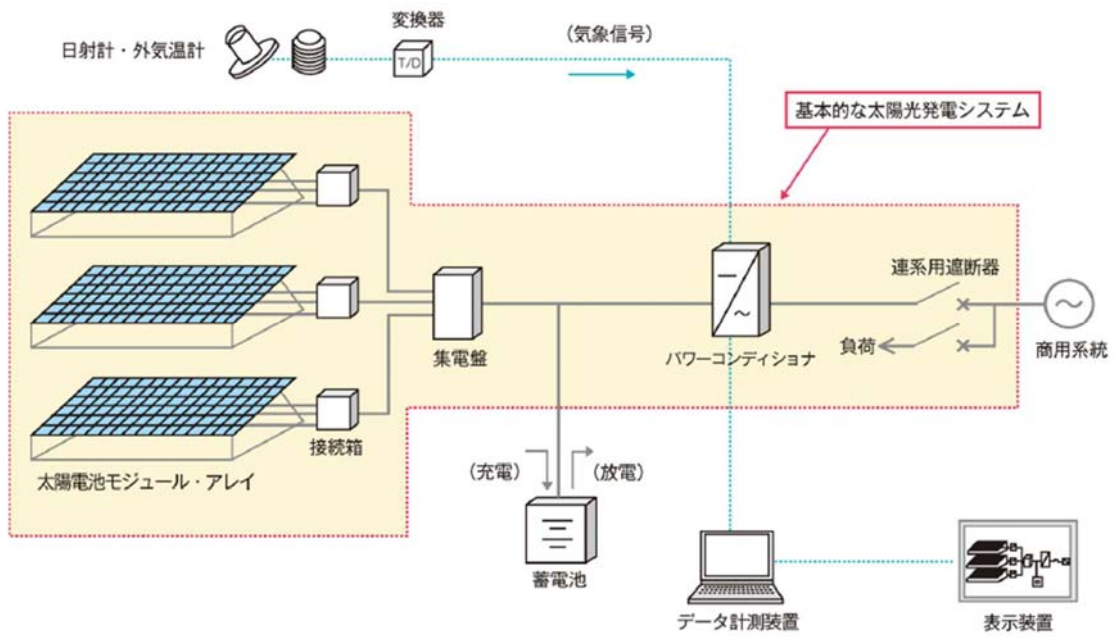 変換器
日射計・外気温計
T/D
(気象信号)
基本的な太陽光発電システム
連系用遮断器
集電盤
パワーコンディショナ
負荷
商用系統
接続箱
太陽電池モジュール・アレイ
(充電)
(放電)
蓄電池
データ計測装置
表示装置